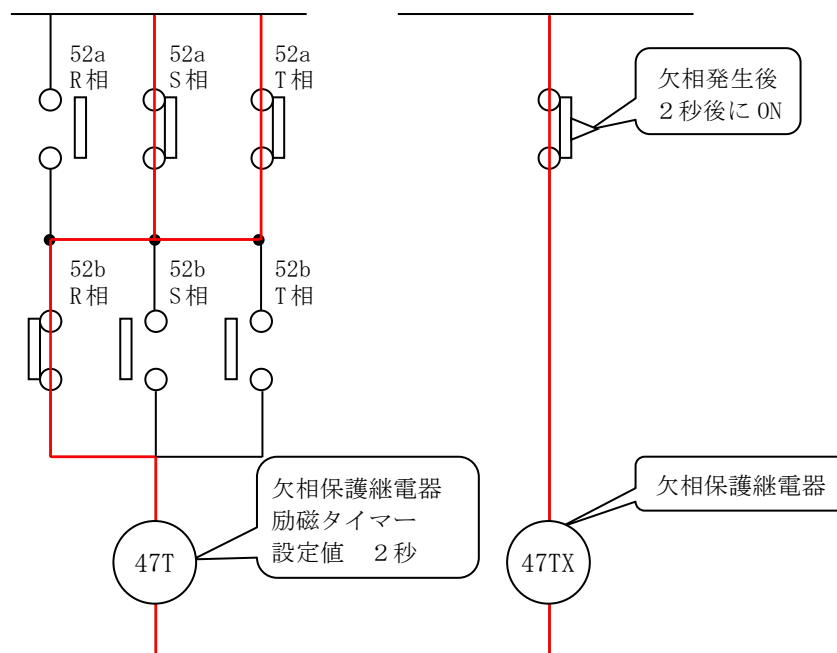 52a
R相
52a
S相
52a
T相
欠相発生後
２秒後に ON
52b
R相
52b
S相
52b
T相
欠相保護継電器
励磁タイマー
設定値　２秒
欠相保護継電器
47T
47TX